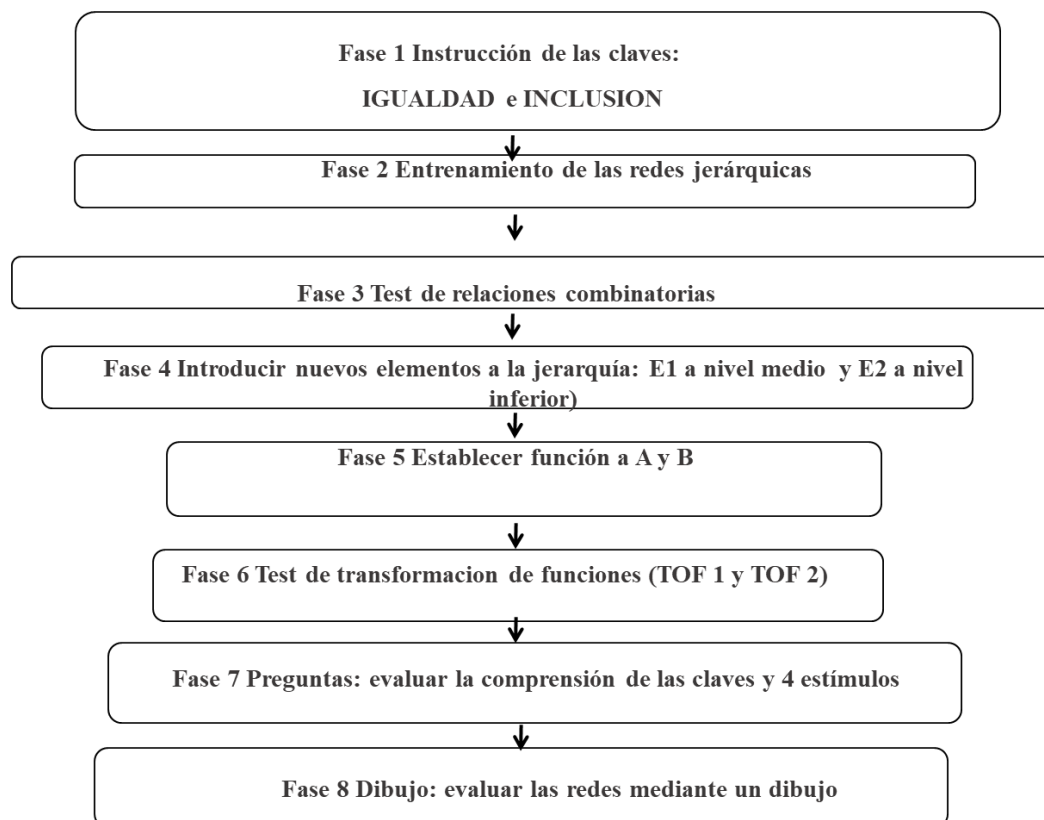 Fase 1 Instrucción de las claves:
IGUALDAD e INCLUSION
Fase 2 Entrenamiento de las redes jerárquicas
Fase 3 Test de relaciones combinatorias
Fase 4 Introducir nuevos elementos a la jerarquía: E1 a nivel medio y E2 a nivel
inferior)
Fase 5 Establecer función a A y B
Fase 6 Test de transformacion de funciones (TOF 1 y TOF 2)
Fase 7 Preguntas: evaluar la comprensión de las claves y 4 estímulos
Fase 8 Dibujo: evaluar las redes mediante un dibujo